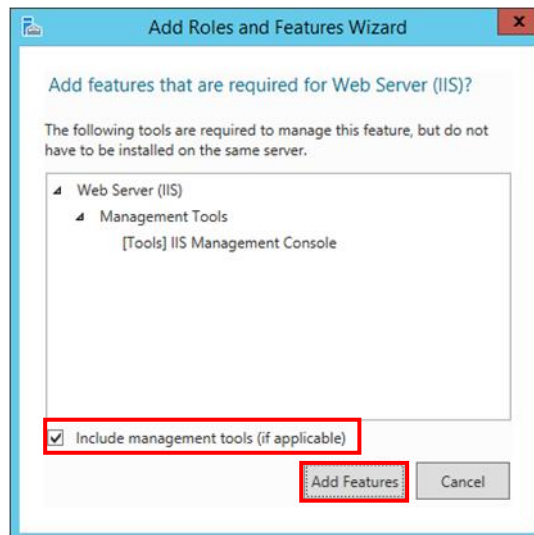 Add Roles and Features Wizard
x
Add features that are required for Web Server (IIS)?
The following tools are required to manage this feature, but do not
have to be installed on the same server.
Web Server (IIS)
Management Tools
[Tools] IIS Management Console
Include management tools (if applicable)
Add Features
Cancel